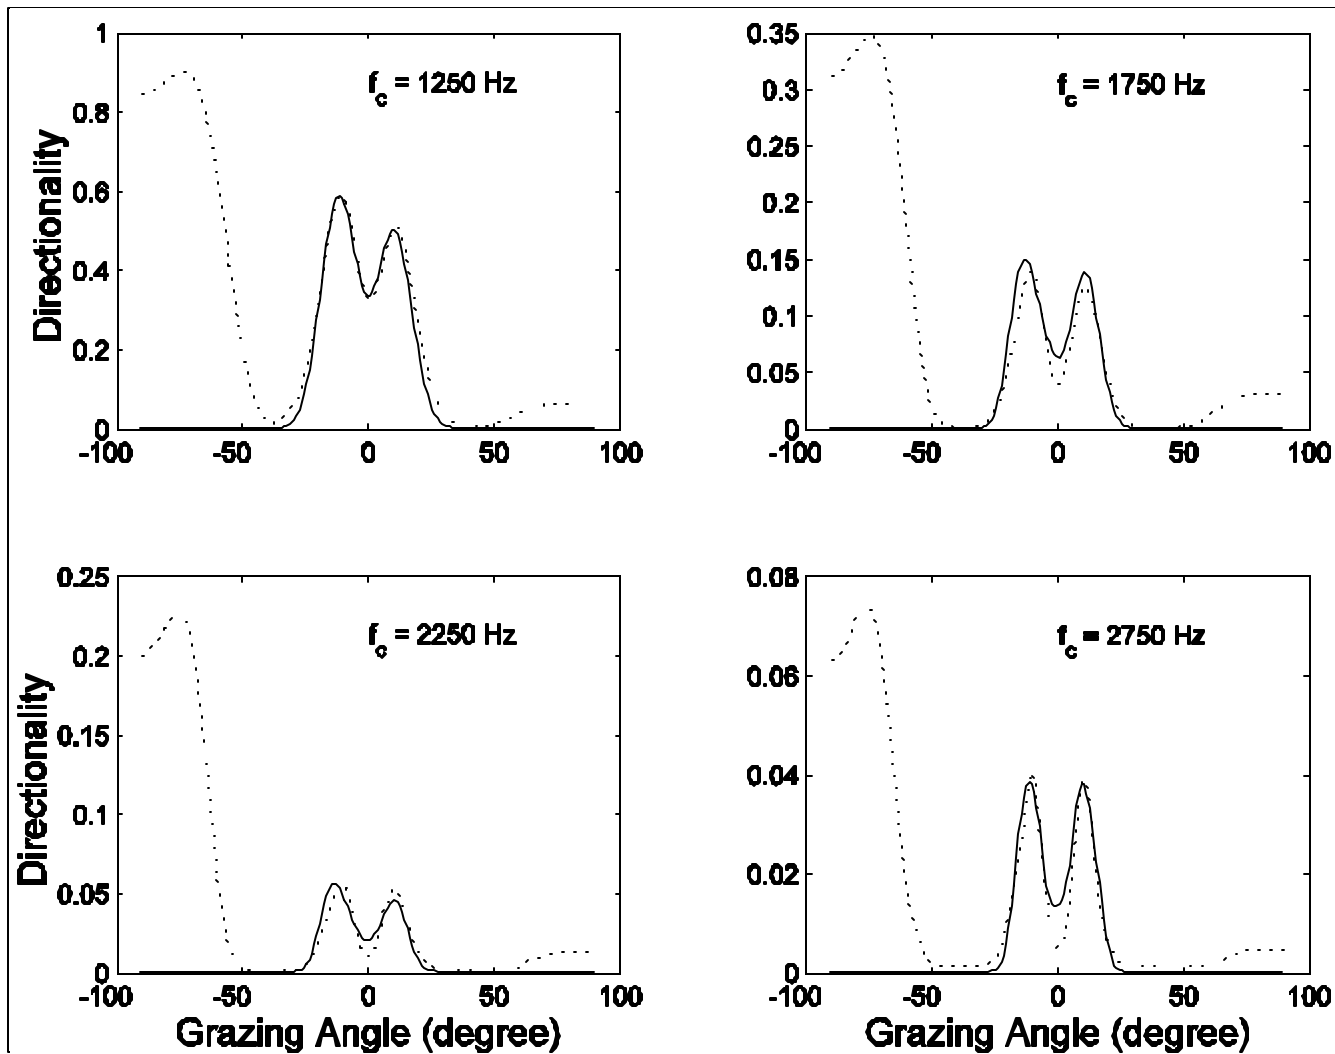 f_c = 1250 Hz
Directionality
1
0.8
0.6
0.4
0.2
0
-100 -50 0 50 100
f_c = 1750 Hz
0.35
0.3
0.25
0.2
0.15
0.1
0.05
0
-100 -50 0 50 100
f_c = 2250 Hz
Directionality
0.25
0.2
0.15
0.1
0.05
0
-100 -50 0 50 100
Grazing Angle (degree)
f_c = 2750 Hz
0.08
0.06
0.04
0.02
0
-100 -50 0 50 100
Grazing Angle (degree)